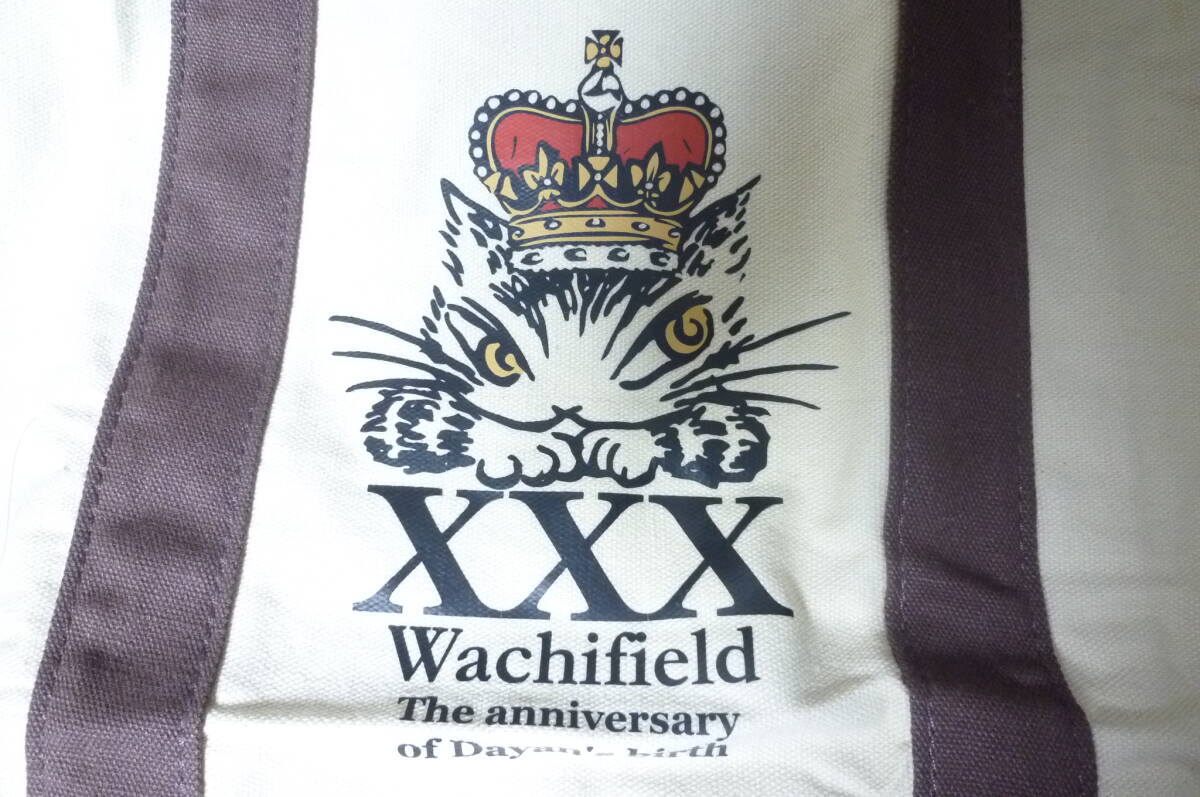 XXX
Wachifield
The anniversary
of Dayan's birth